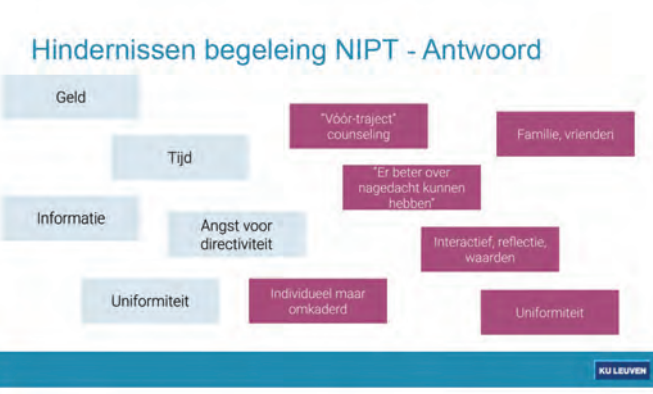 Hindernissen begeleing NIPT - Antwoord
Geld
Tijd
Informatie
Angst voor
directiviteit
Uniformiteit
"Vóór-traject"
counseling
Familie, vrienden
"Er beter over
nagedacht kunnen
hebben"
Interactief, reflectie,
waarden
Individueel maar
omkaderd
Uniformiteit
KU LEUVEN